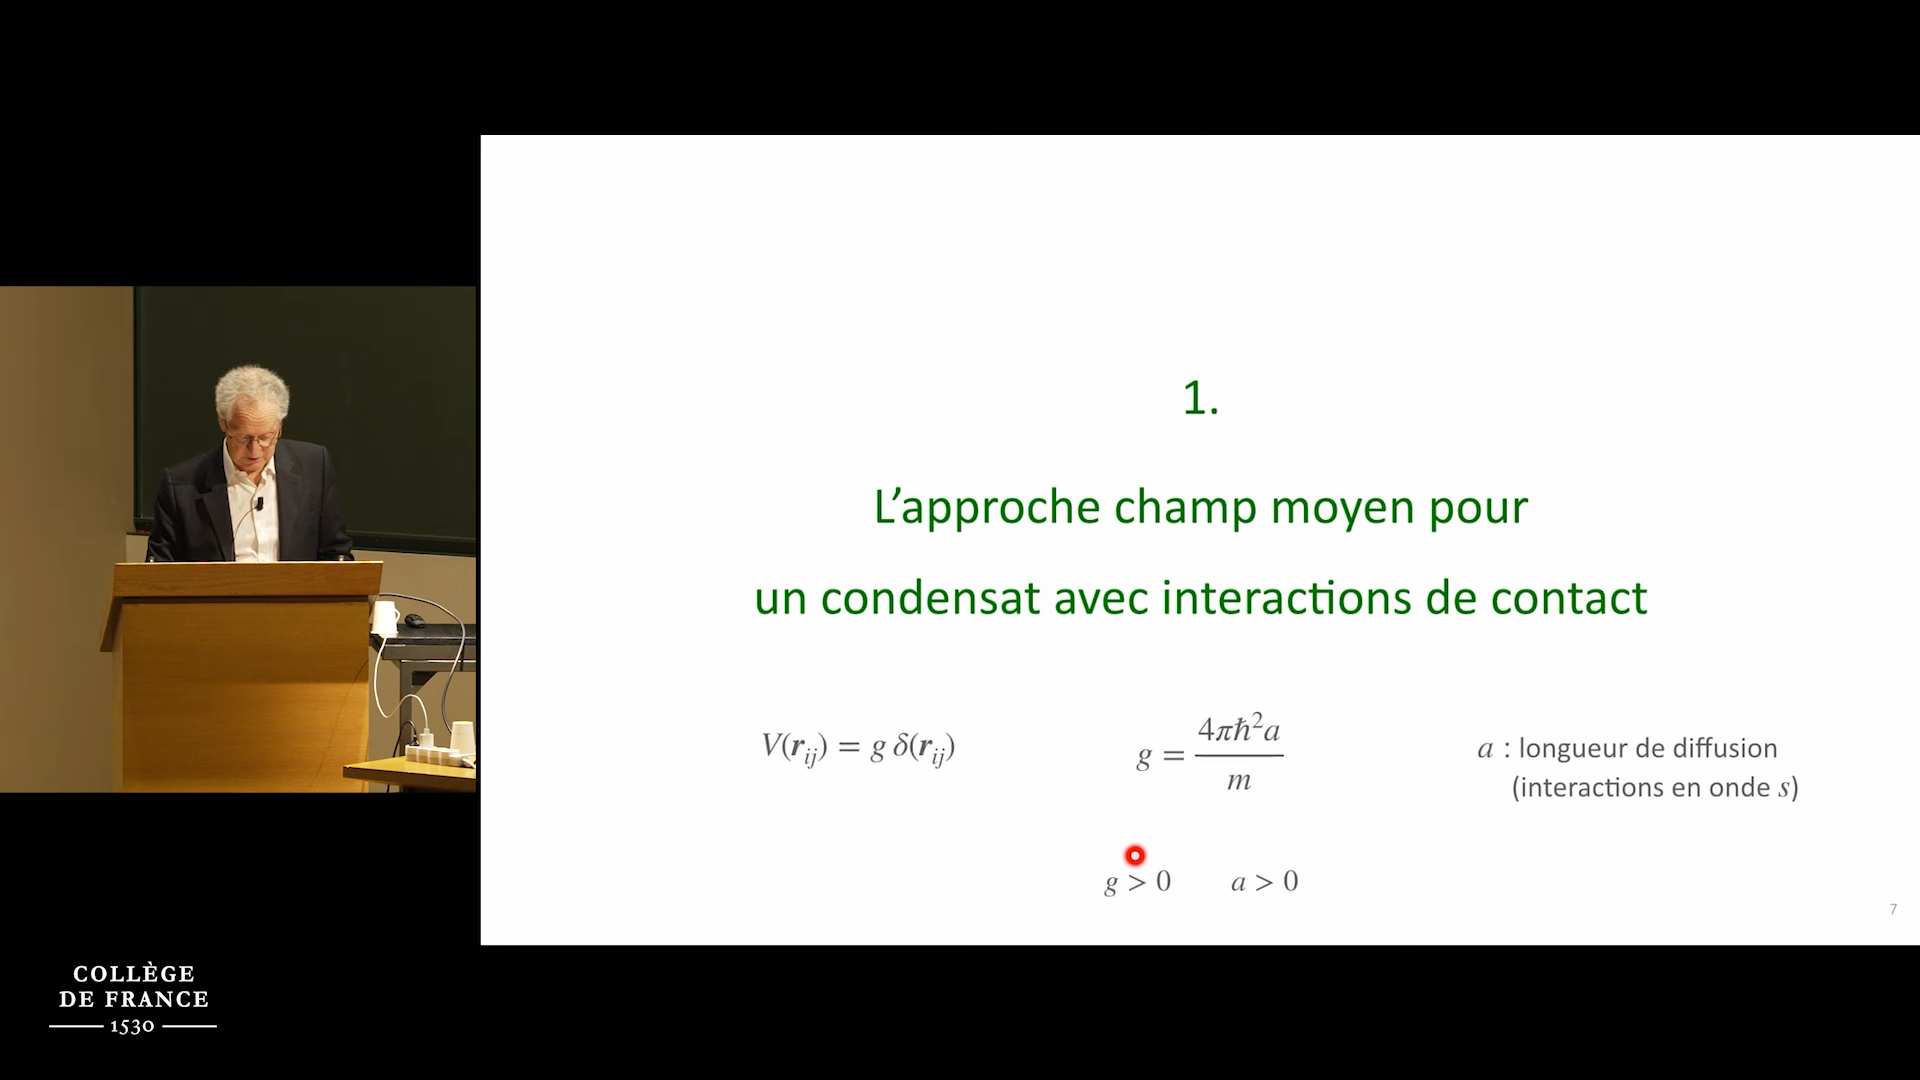 1.
L’approche champ moyen pour
un condensat avec interactions de contact
V(r_ij) = g δ(r_ij)
g = 4πℏ²a / m
a : longueur de diffusion
(interactions en onde s)
g > 0 a > 0
7
COLLÈGE
DE FRANCE
1530